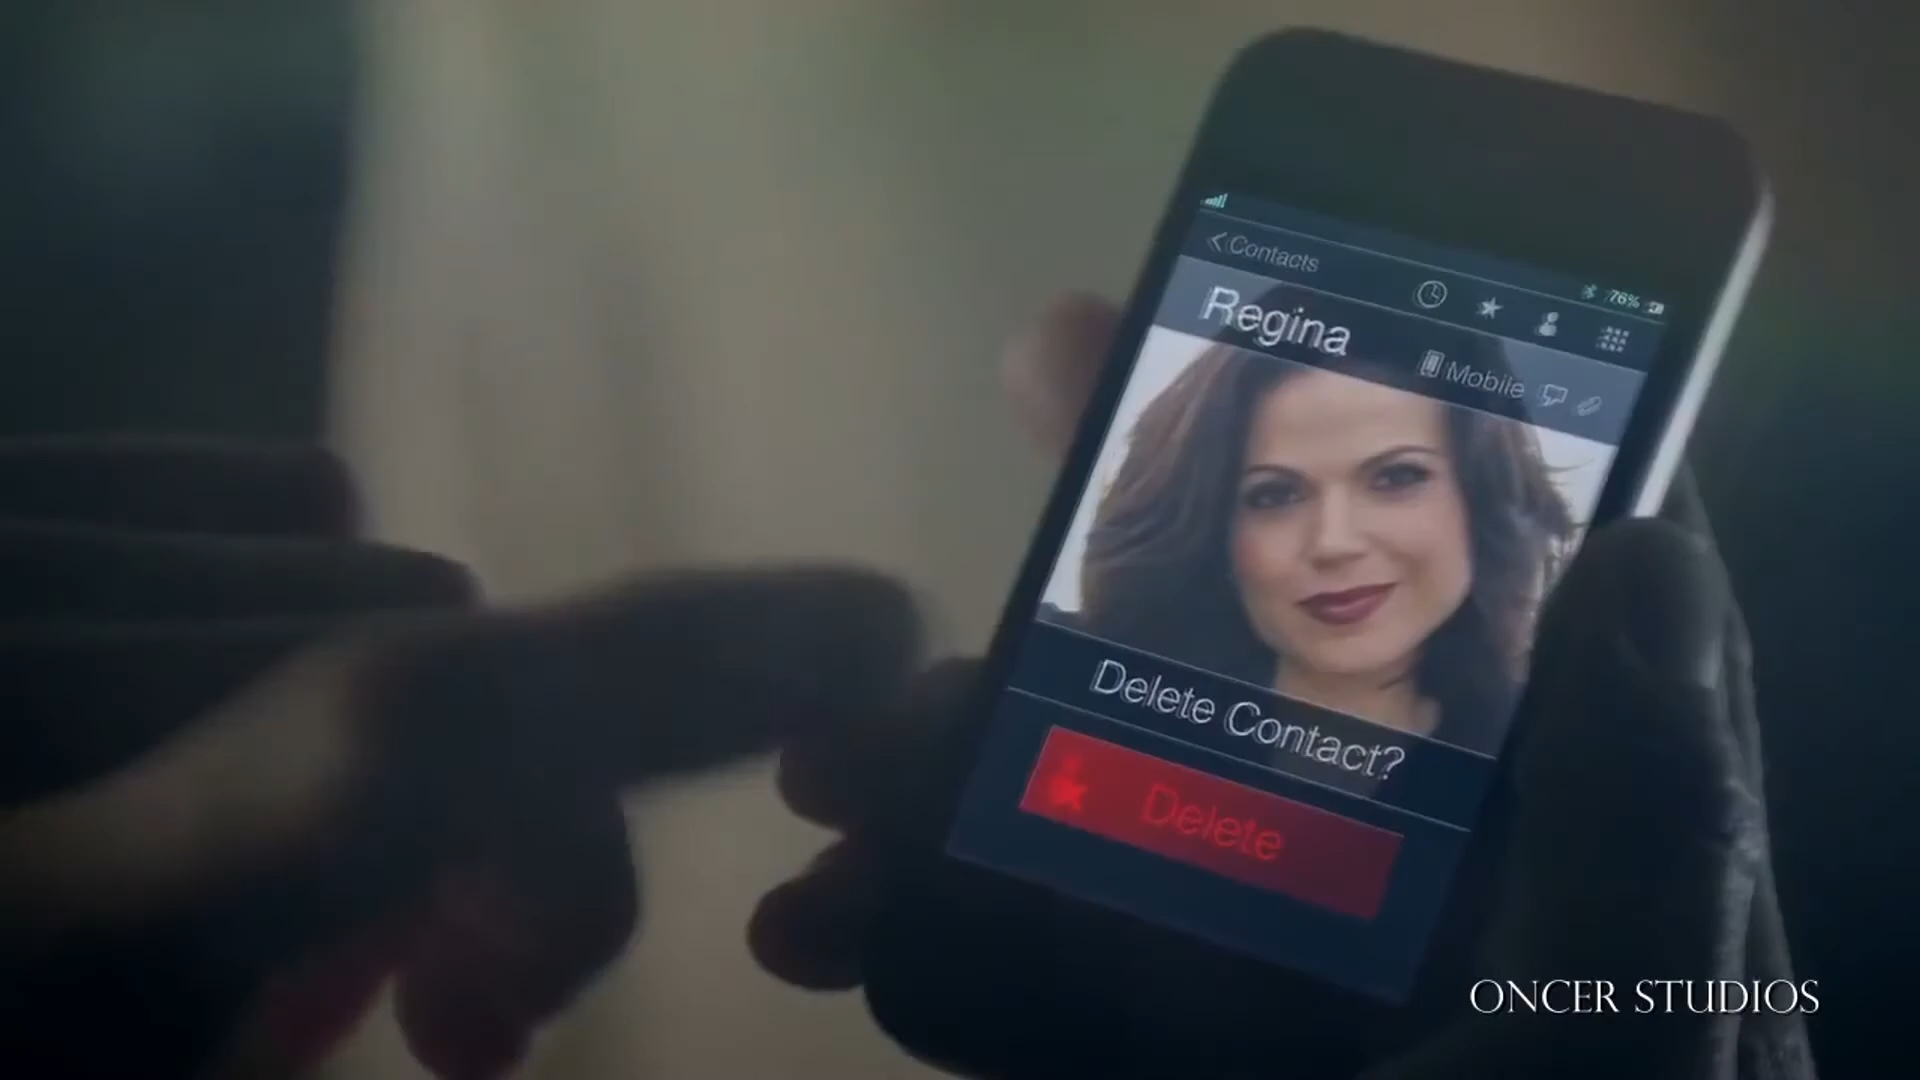 76%
Contacts
Regina
Mobile
Delete Contact?
Delete
ONCER STUDIOS